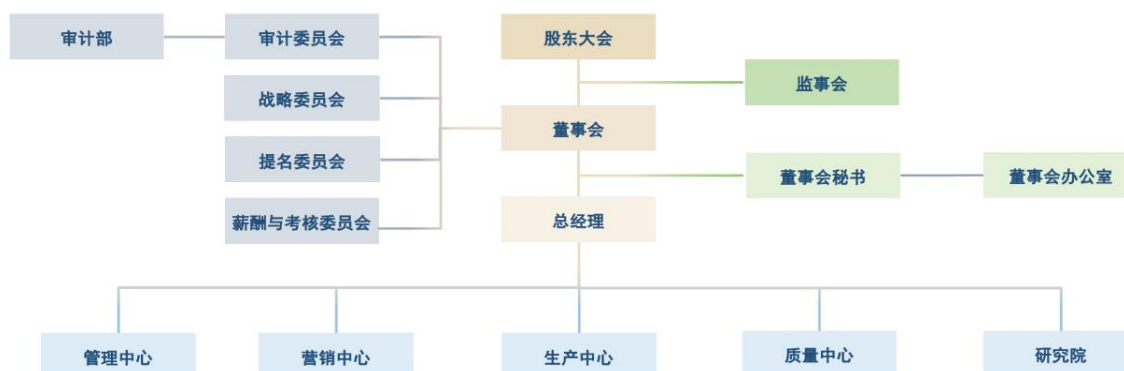 审计部
审计委员会
股东大会
监事会
战略委员会
董事会
提名委员会
董事会秘书
董事会办公室
薪酬与考核委员会
总经理
管理中心
营销中心
生产中心
质量中心
研究院